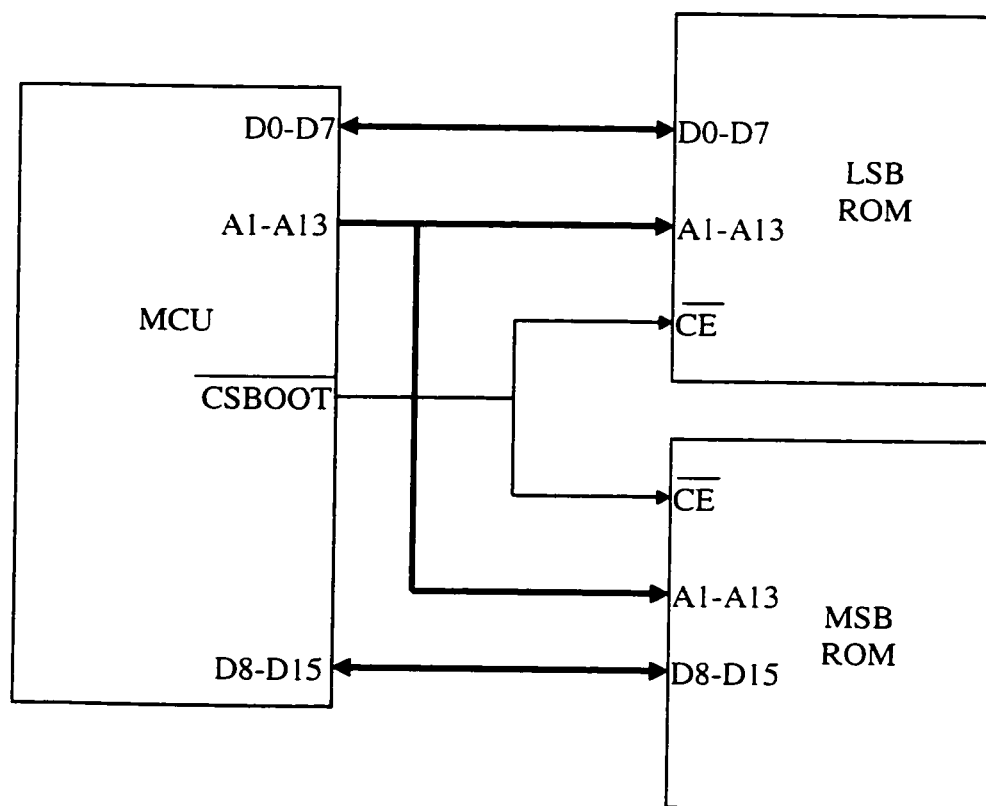 MCU
D0-D7
A1-A13
CSBOOT
D8-D15
D0-D7
LSB
ROM
A1-A13
CE
CE
A1-A13
MSB
ROM
D8-D15